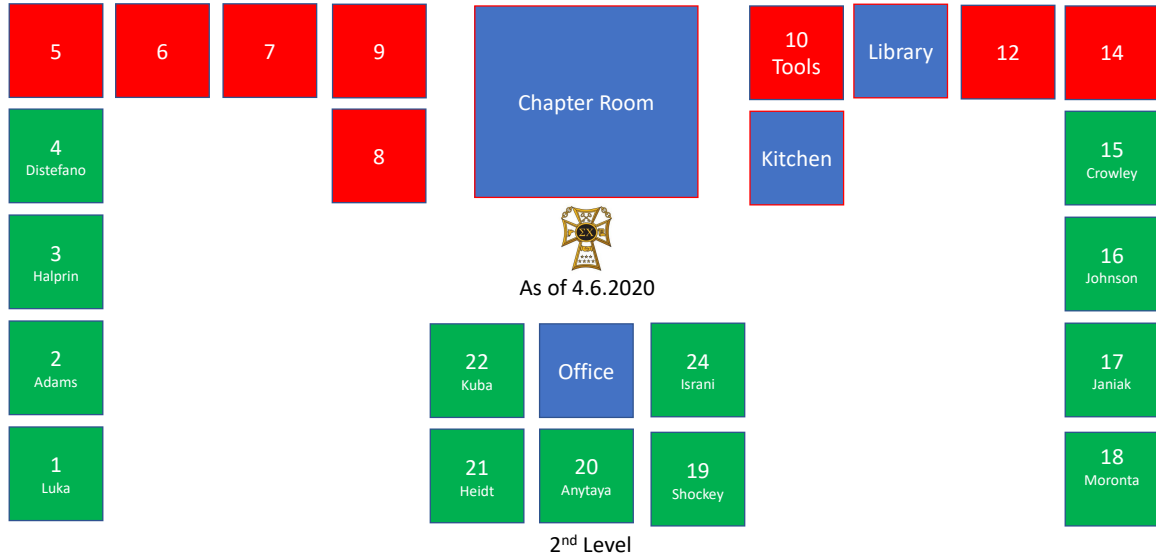 5
6
7
9
Chapter Room
10
Tools
Library
12
14
4
Distefano
8
Kitchen
15
Crowley
3
Halprin
ΣΧ
16
Johnson
As of 4.6.2020
2
Adams
22
Kuba
Office
24
Israni
17
Janiak
1
Luka
21
Heidt
20
Anytaya
19
Shockey
18
Moronta
2nd Level